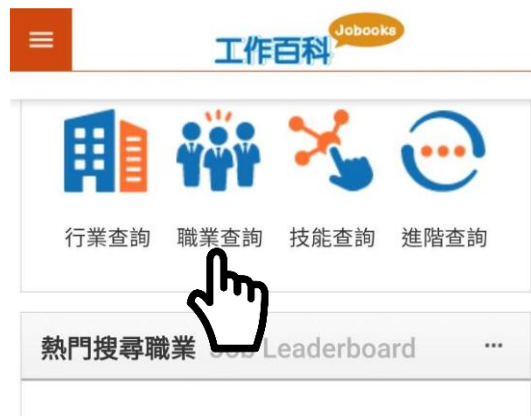 工作百科 Jobooks
行業查詢 職業查詢 技能查詢 進階查詢
熱門搜尋職業 Job Leaderboard